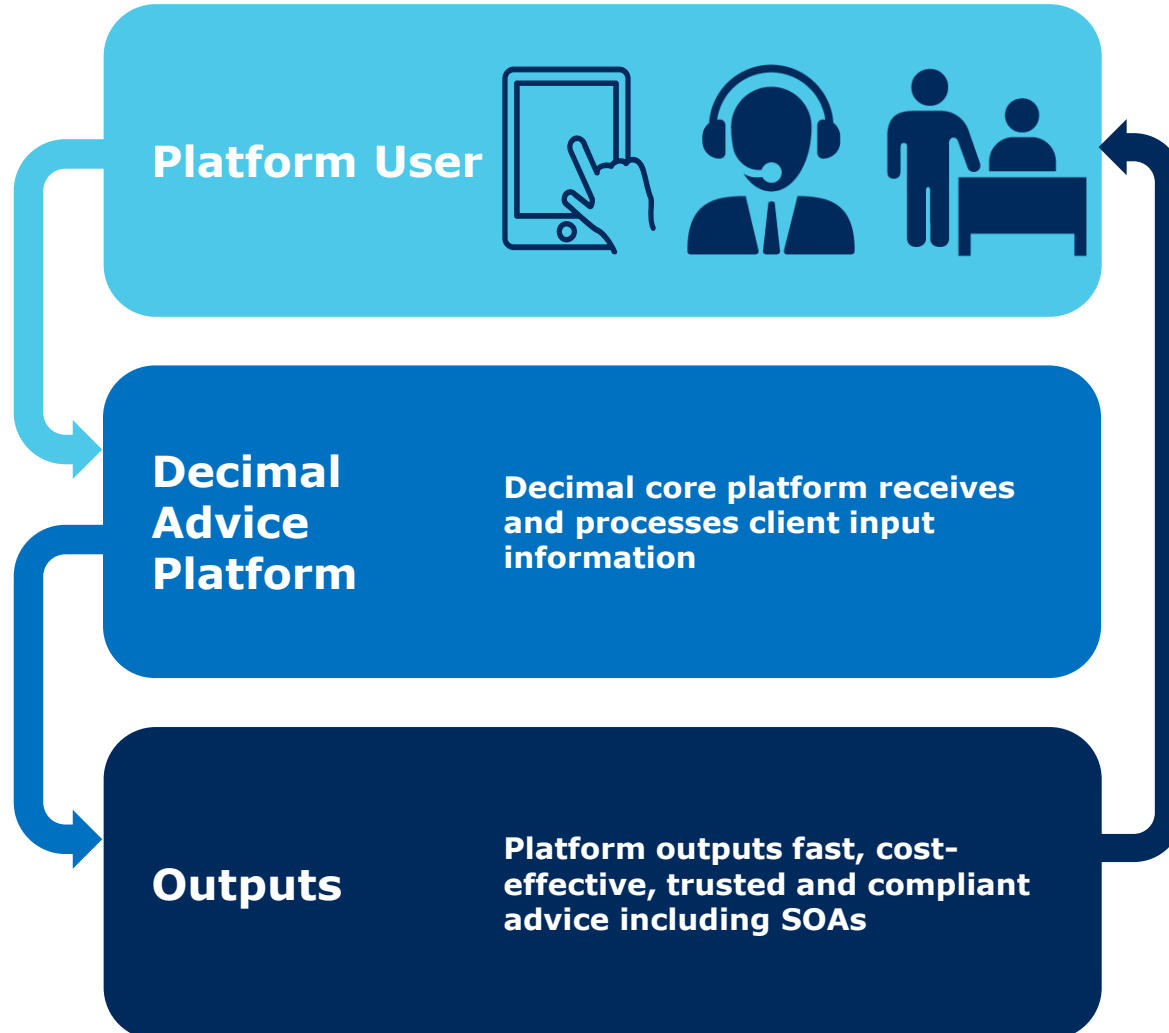 Platform User
Decimal
Advice
Platform
Decimal core platform receives
and processes client input
information
Outputs
Platform outputs fast, cost-
effective, trusted and compliant
advice including SOAs